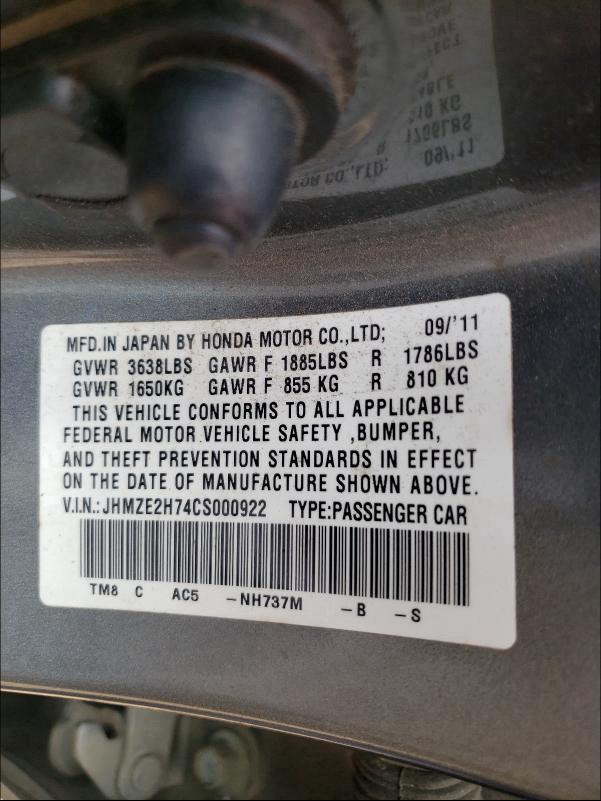 MFD.IN JAPAN BY HONDA MOTOR CO.,LTD; 09/'11
GVWR 3638LBS GAWR F 1885LBS R 1786LBS
GVWR 1650KG GAWR F 855 KG R 810 KG
THIS VEHICLE CONFORMS TO ALL APPLICABLE
FEDERAL MOTOR VEHICLE SAFETY ,BUMPER,
AND THEFT PREVENTION STANDARDS IN EFFECT
ON THE DATE OF MANUFACTURE SHOWN ABOVE.
V.I.N.:JHMZE2H74CS000922 TYPE:PASSENGER CAR
TM8 C AC5 -NH737M -B -S